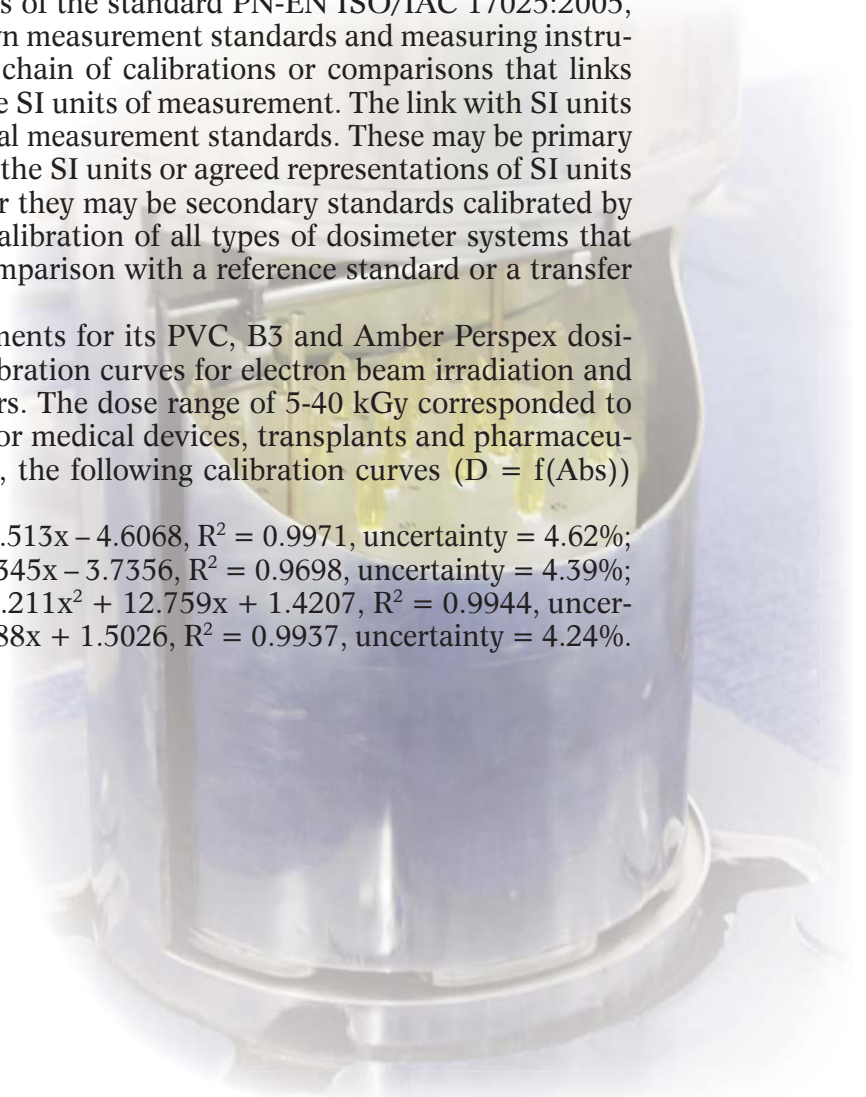 s of the standard PN-EN ISO/IAC 17025:2005,
n measurement standards and measuring instru-
chain of calibrations or comparisons that links
e SI units of measurement. The link with SI units
al measurement standards. These may be primary
the SI units or agreed representations of SI units
r they may be secondary standards calibrated by
alibration of all types of dosimeter systems that
mparison with a reference standard or a transfer
ments for its PVC, B3 and Amber Perspex dosi-
bration curves for electron beam irradiation and
rs. The dose range of 5-40 kGy corresponded to
or medical devices, transplants and pharmaceu-
, the following calibration curves (D = f(Abs))
.513x – 4.6068, R² = 0.9971, uncertainty = 4.62%;
345x – 3.7356, R² = 0.9698, uncertainty = 4.39%;
.211x² + 12.759x + 1.4207, R² = 0.9944, uncer-
88x + 1.5026, R² = 0.9937, uncertainty = 4.24%.